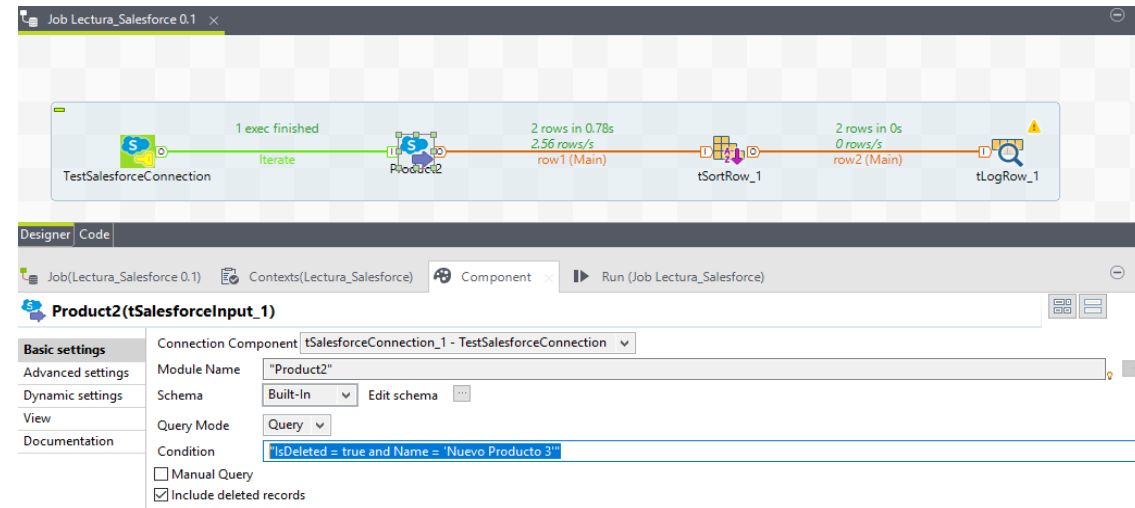 Job Lectura_Salesforce 0.1
1 exec finished
Iterate
2 rows in 0.78s
2.56 rows/s
row1 (Main)
2 rows in 0s
0 rows/s
row2 (Main)
TestSalesforceConnection
Product2
tSortRow_1
tLogRow_1
Designer Code
Job(Lectura_Salesforce 0.1) Contexts(Lectura_Salesforce) Component Run (Job Lectura_Salesforce)
Product2(tSalesforceInput_1)
Basic settings
Advanced settings
Dynamic settings
View
Documentation
Connection Component tSalesforceConnection_1 - TestSalesforceConnection
Module Name "Product2"
Schema Built-In Edit schema ...
Query Mode Query
Condition "IsDeleted = true and Name = 'Nuevo Producto 3'"
Manual Query
Include deleted records